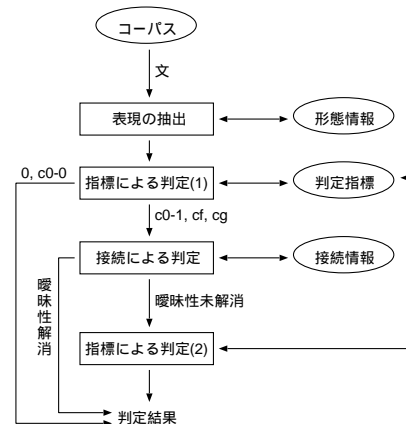 コーパス
文
表現の抽出
形態情報
0, c0-0
指標による判定(1)
判定指標
c0-1, cf, cg
接続による判定
接続情報
曖昧性解消
曖昧性未解消
指標による判定(2)
判定結果